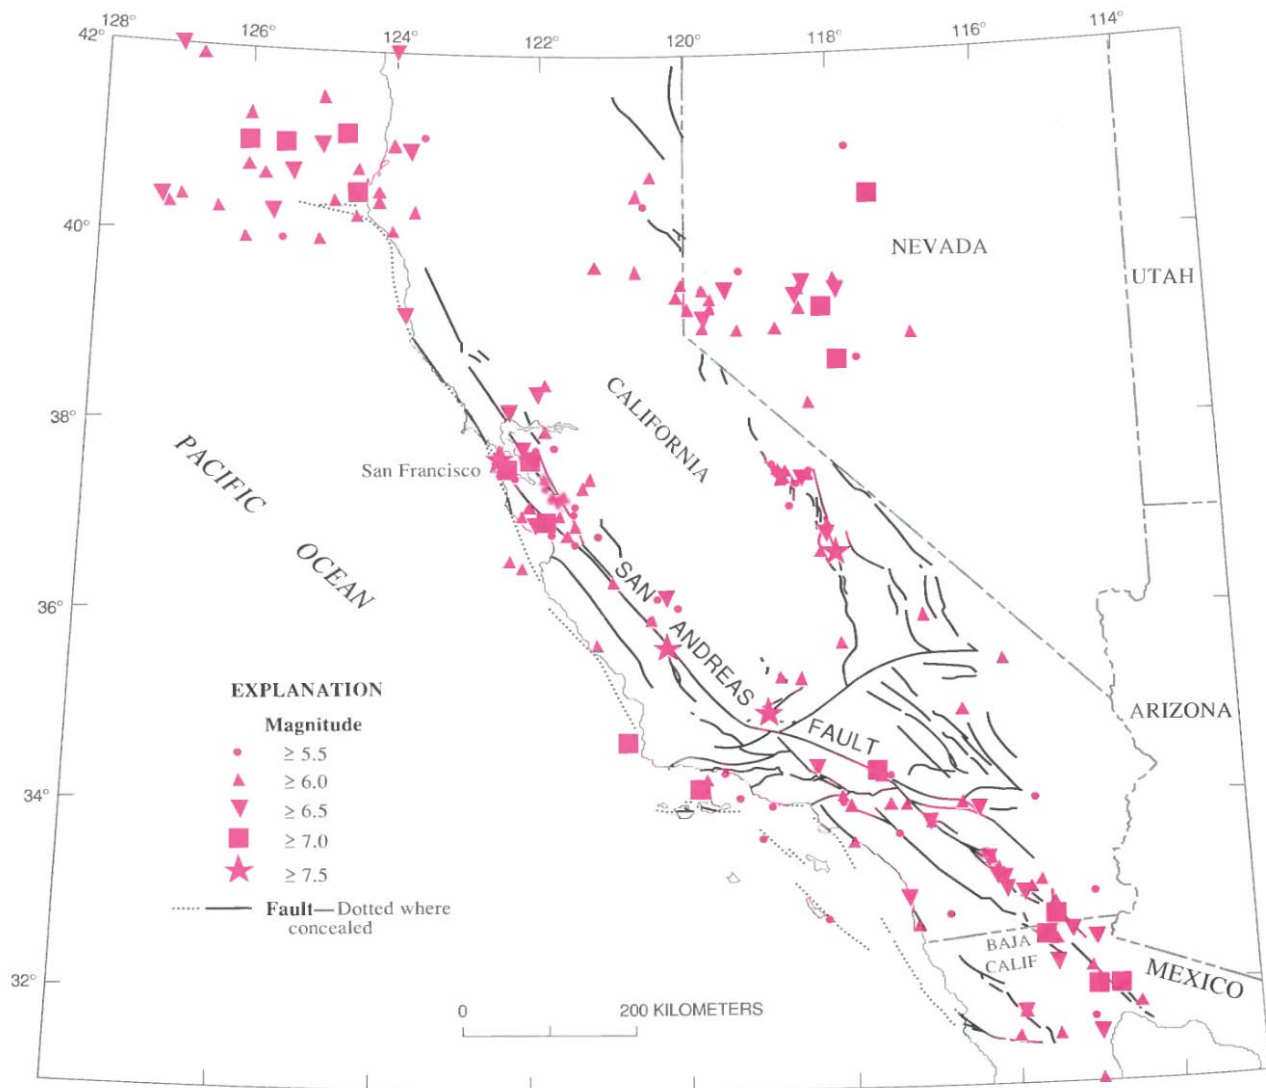 128°
126°
124°
122°
120°
118°
116°
114°
42°
40°
NEVADA
UTAH
38°
CALIFORNIA
PACIFIC
OCEAN
San Francisco
36°
SAN ANDREAS FAULT
ARIZONA
EXPLANATION
Magnitude
≥ 5.5
≥ 6.0
≥ 6.5
≥ 7.0
≥ 7.5
Fault—Dotted where
concealed
34°
32°
BAJA
CALIF
MEXICO
0 200 KILOMETERS